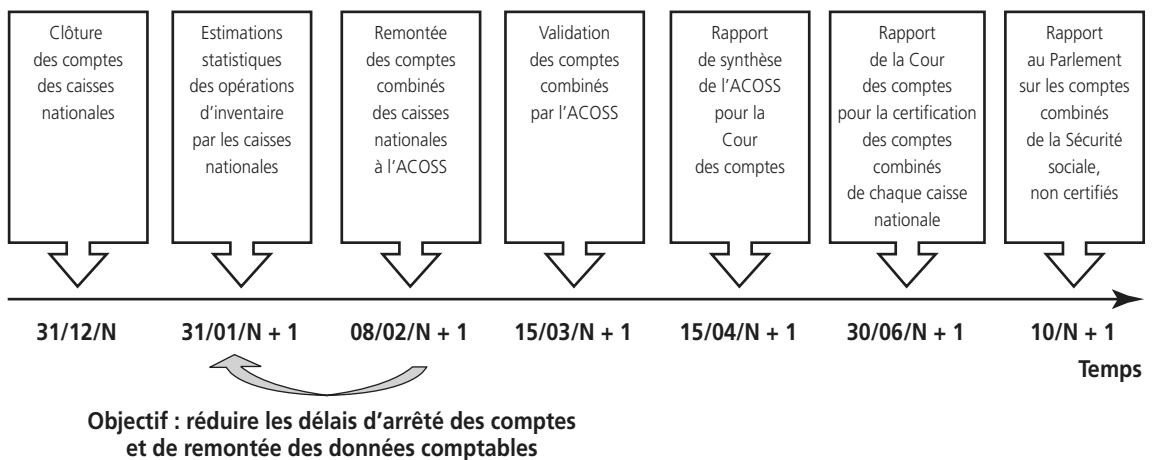 Clôture
des comptes
des caisses
nationales
Estimations
statistiques
des opérations
d'inventaire
par les caisses
nationales
Remontée
des comptes
combinés
des caisses
nationales
à l'ACOSS
Validation
des comptes
combinés
par l'ACOSS
Rapport
de synthèse
de l'ACOSS
pour la
Cour
des comptes
Rapport
de la Cour
des comptes
pour la certification
des comptes
combinés
de chaque caisse
nationale
Rapport
au Parlement
sur les comptes
combinés
de la Sécurité
sociale,
non certifiés
31/12/N
31/01/N + 1
08/02/N + 1
15/03/N + 1
15/04/N + 1
30/06/N + 1
10/N + 1
Temps
Objectif : réduire les délais d'arrêté des comptes
et de remontée des données comptables